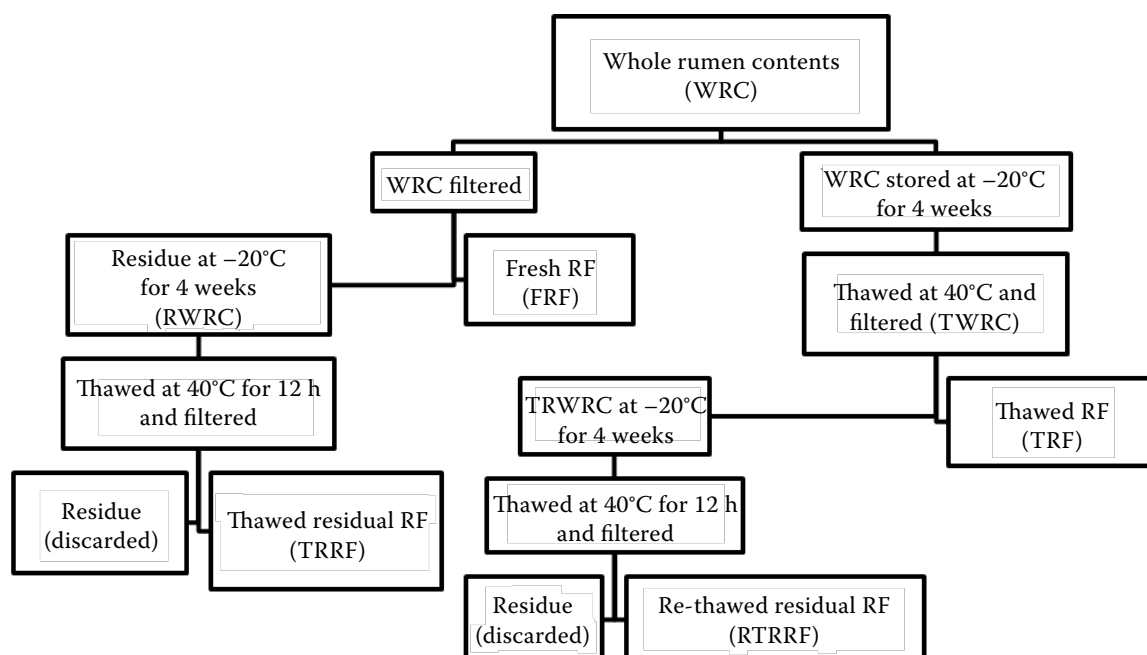 Whole rumen contents
(WRC)
WRC filtered
WRC stored at –20°C
for 4 weeks
Residue at –20°C
for 4 weeks
(RWRC)
Fresh RF
(FRF)
Thawed at 40°C and
filtered (TWRC)
Thawed at 40°C for 12 h
and filtered
TRWRC at –20°C
for 4 weeks
Thawed RF
(TRF)
Residue
(discarded)
Thawed residual RF
(TRRF)
Thawed at 40°C for 12 h
and filtered
Residue
(discarded)
Re-thawed residual RF
(RTRRF)